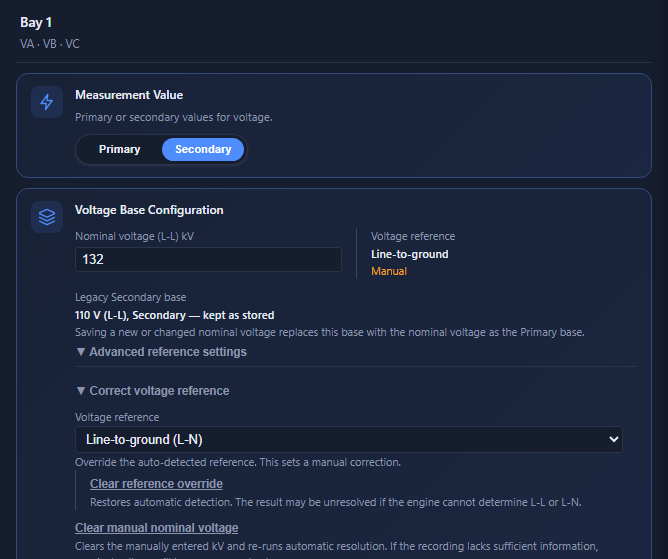 Bay 1
VA · VB · VC
Measurement Value
Primary or secondary values for voltage.
Primary Secondary
Voltage Base Configuration
Nominal voltage (L-L) kV
132
Voltage reference
Line-to-ground
Manual
Legacy Secondary base
110 V (L-L), Secondary — kept as stored
Saving a new or changed nominal voltage replaces this base with the nominal voltage as the Primary base.
▼ Advanced reference settings
▼ Correct voltage reference
Voltage reference
Line-to-ground (L-N)
Override the auto-detected reference. This sets a manual correction.
Clear reference override
Restores automatic detection. The result may be unresolved if the engine cannot determine L-L or L-N.
Clear manual nominal voltage
Clears the manually entered kV and re-runs automatic resolution. If the recording lacks sufficient information,